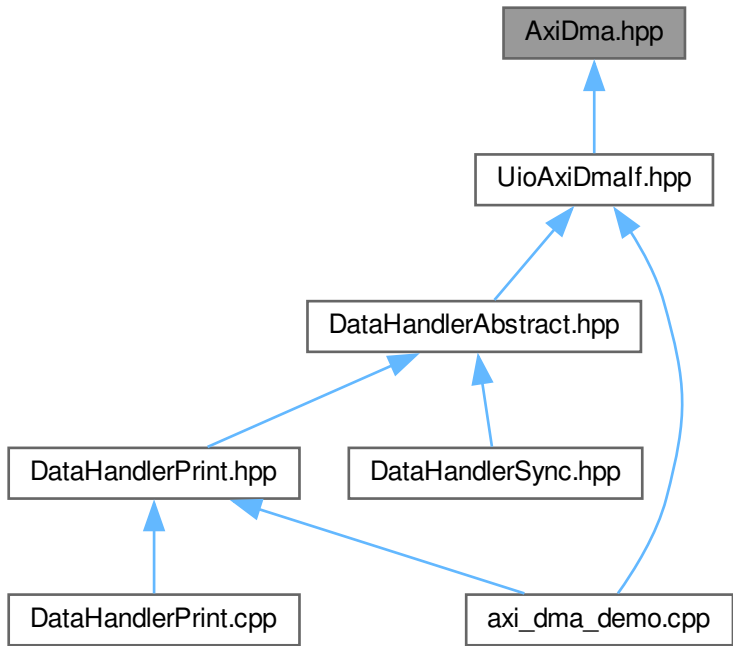 AxiDma.hpp
UioAxiDmaIf.hpp
DataHandlerAbstract.hpp
DataHandlerPrint.hpp
DataHandlerSync.hpp
DataHandlerPrint.cpp
axi_dma_demo.cpp